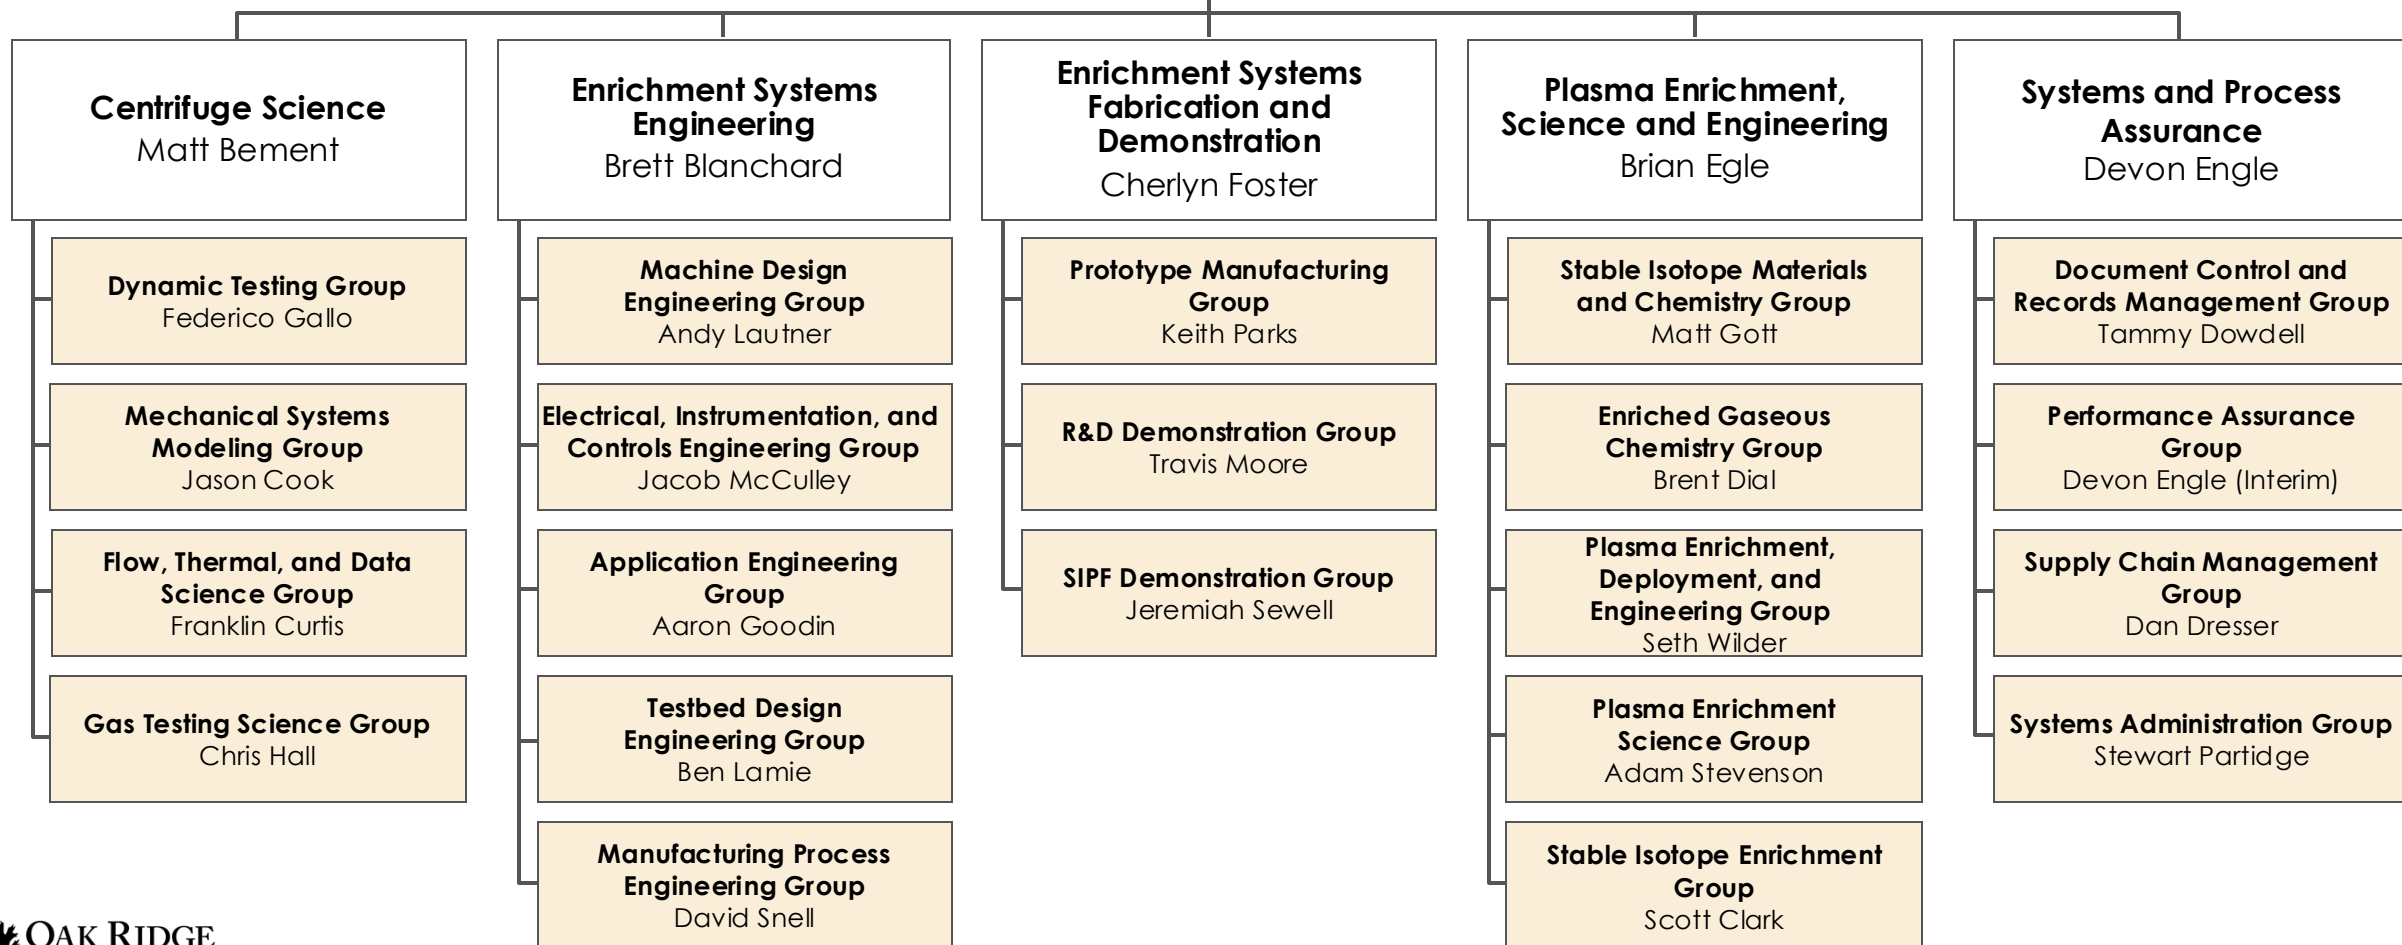 Centrifuge Science
Matt Bement
Dynamic Testing Group
Federico Gallo
Mechanical Systems
Modeling Group
Jason Cook
Flow, Thermal, and Data
Science Group
Franklin Curtis
Gas Testing Science Group
Chris Hall
Enrichment Systems
Engineering
Brett Blanchard
Machine Design
Engineering Group
Andy Lautner
Electrical, Instrumentation, and
Controls Engineering Group
Jacob McCulley
Application Engineering
Group
Aaron Goodin
Testbed Design
Engineering Group
Ben Lamie
Manufacturing Process
Engineering Group
David Snell
Enrichment Systems
Fabrication and
Demonstration
Cherlyn Foster
Prototype Manufacturing
Group
Keith Parks
R&D Demonstration Group
Travis Moore
SIPF Demonstration Group
Jeremiah Sewell
Plasma Enrichment,
Science and Engineering
Brian Egle
Stable Isotope Materials
and Chemistry Group
Matt Gott
Enriched Gaseous
Chemistry Group
Brent Dial
Plasma Enrichment,
Deployment, and
Engineering Group
Seth Wilder
Plasma Enrichment
Science Group
Adam Stevenson
Stable Isotope Enrichment
Group
Scott Clark
Systems and Process
Assurance
Devon Engle
Document Control and
Records Management Group
Tammy Dowdell
Performance Assurance
Group
Devon Engle (Interim)
Supply Chain Management
Group
Dan Dresser
Systems Administration Group
Stewart Partidge
OAK RIDGE